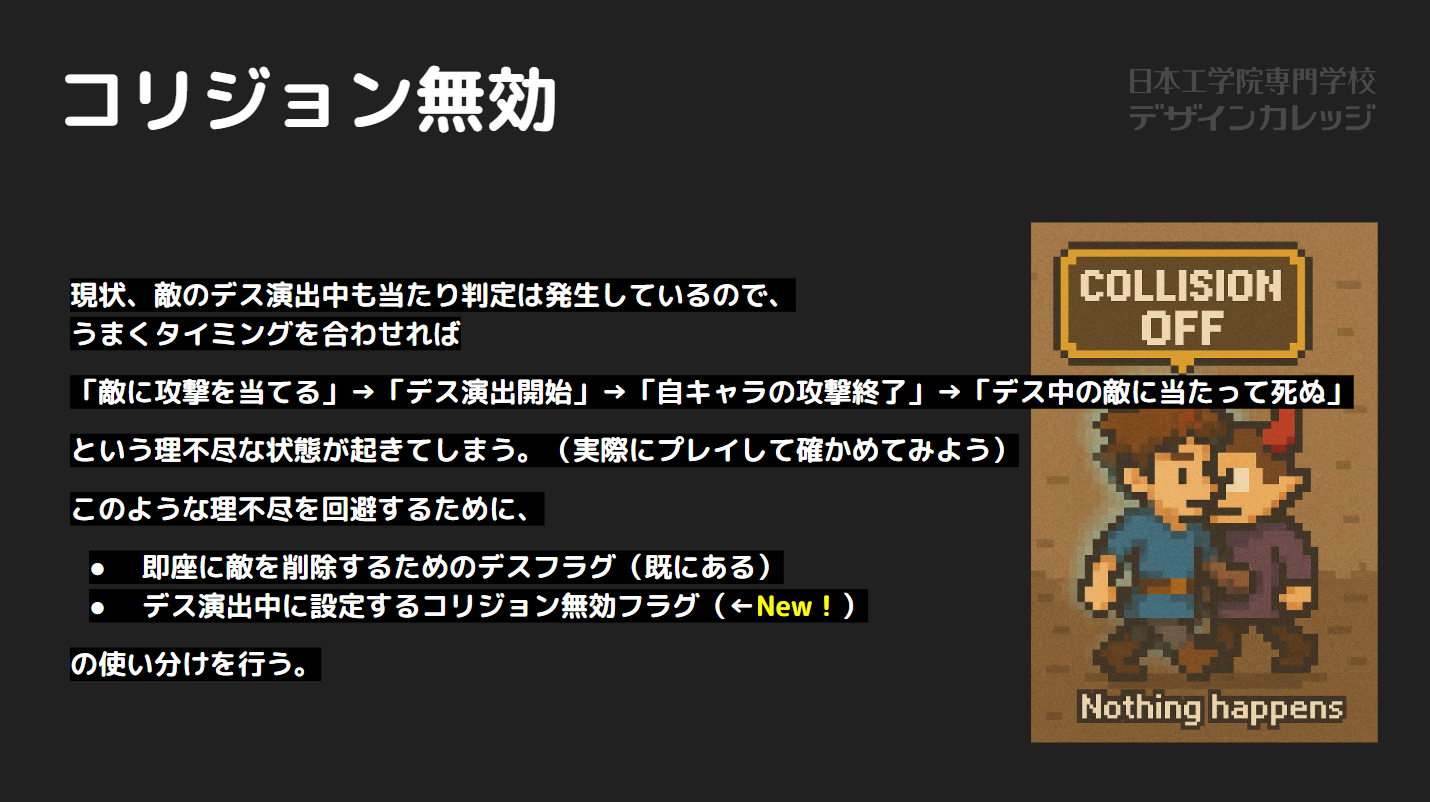 コリジョン無効
日本工学院専門学校
デザインカレッジ
現状、敵のデス演出中も当たり判定は発生しているので、
うまくタイミングを合わせれば
「敵に攻撃を当てる」→「デス演出開始」→「自キャラの攻撃終了」→「デス中の敵に当たって死ぬ」
という理不尽な状態が起きてしまう。（実際にプレイして確かめてみよう）
このような理不尽を回避するために、
● 即座に敵を削除するためのデスフラグ（既にある）
● デス演出中に設定するコリジョン無効フラグ（←New！）
の使い分けを行う。
COLLISION
OFF
Nothing happens